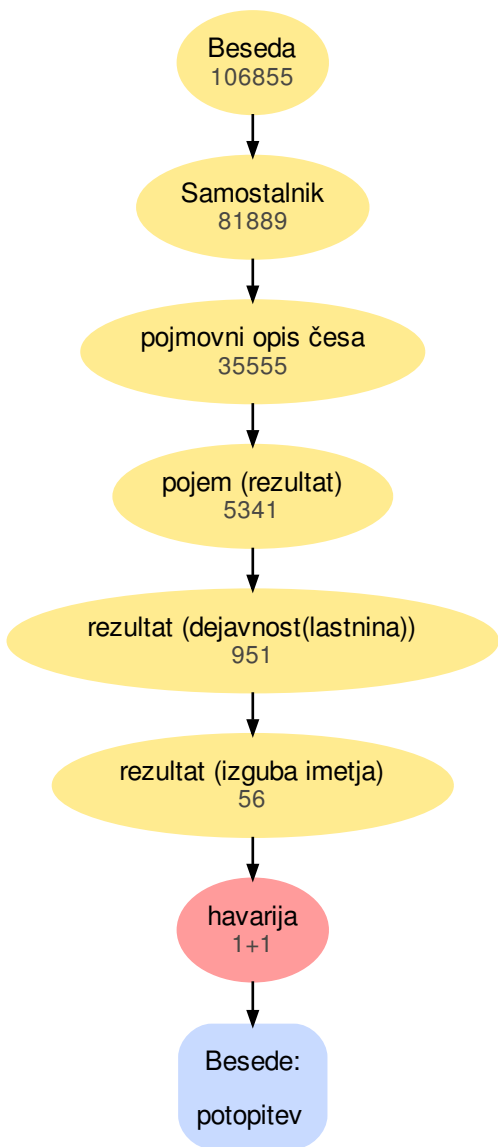 Beseda
106855
Samostalnik
81889
pojmovni opis česa
35555
pojem (rezultat)
5341
rezultat (dejavnost(lastnina))
951
rezultat (izguba imetja)
56
havarija
1+1
Besede:
potopitev